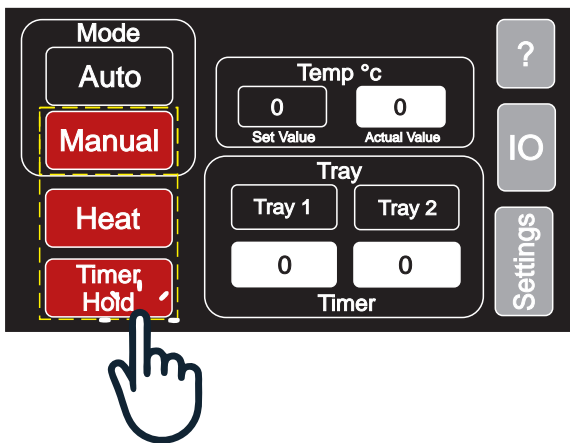 Mode
Auto
Manual
Heat
Timer
Hold
Temp °c
0 0
Set Value Actual Value
Tray
Tray 1 Tray 2
0 0
Timer
?
IO
Settings